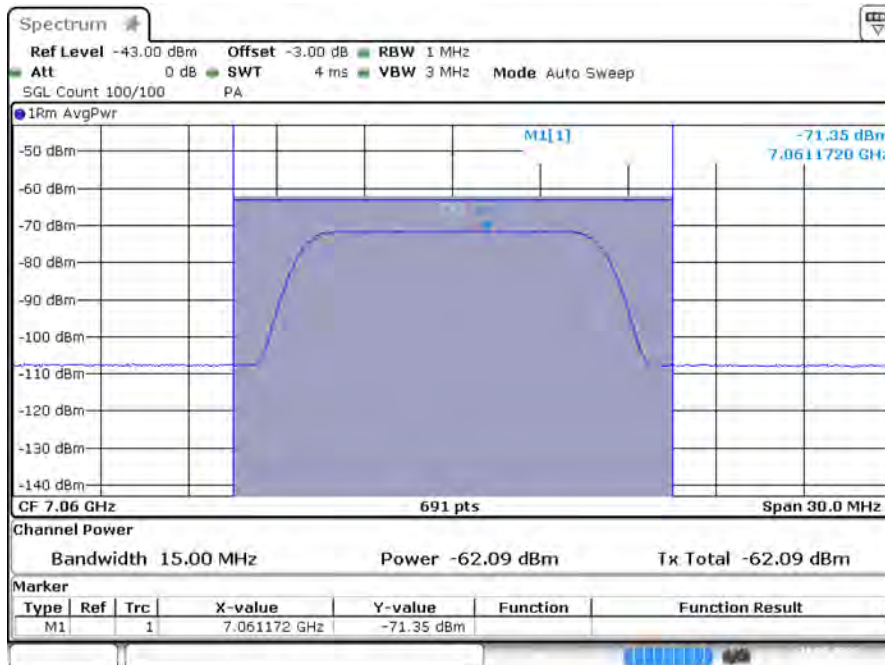 Spectrum
Ref Level -43.00 dBm Offset -3.00 dB RBW 1 MHz
Att 0 dB SWT 4 ms VBW 3 MHz Mode Auto Sweep
SGL Count 100/100 PA
1Rm AvgPwr
M1[1] -71.35 dBm
7.0611720 GHz
-50 dBm
-60 dBm
-70 dBm
-80 dBm
-90 dBm
-100 dBm
-110 dBm
-120 dBm
-130 dBm
-140 dBm
CF 7.06 GHz 691 pts Span 30.0 MHz
Channel Power
Bandwidth 15.00 MHz Power -62.09 dBm Tx Total -62.09 dBm
Marker
Type Ref Trc X-value Y-value Function Function Result
M1 1 7.061172 GHz -71.35 dBm